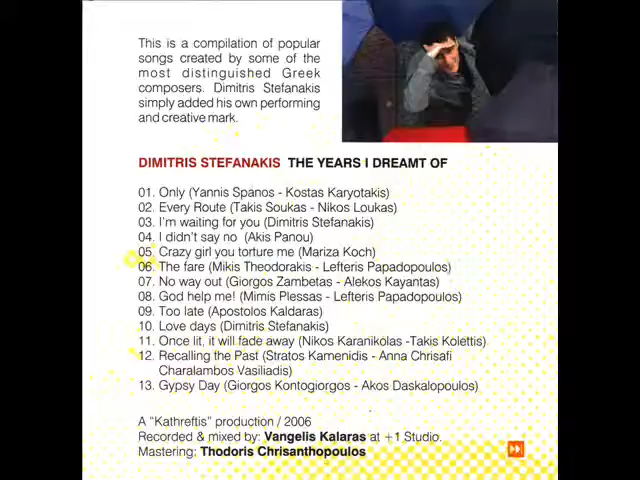 This is a compilation of popular
songs created by some of the
most distinguished Greek
composers. Dimitris Stefanakis
simply added his own performing
and creative mark.
DIMITRIS STEFANAKIS THE YEARS I DREAMT OF
01. Only (Yannis Spanos - Kostas Karyotakis)
02. Every Route (Takis Soukas - Nikos Loukas)
03. I'm waiting for you (Dimitris Stefanakis)
04. I didn't say no (Akis Panou)
05. Crazy girl you torture me (Mariza Koch)
06. The fare (Mikis Theodorakis - Lefteris Papadopoulos)
07. No way out (Giorgos Zambetas - Alekos Kayantas)
08. God help me! (Mimis Plessas - Lefteris Papadopoulos)
09. Too late (Apostolos Kaldaras)
10. Love days (Dimitris Stefanakis)
11. Once lit, it will fade away (Nikos Karanikolas -Takis Kolettis)
12. Recalling the Past (Stratos Kamenidis - Anna Chrisafi
Charalambos Vasiliadis)
13. Gypsy Day (Giorgos Kontogiorgos - Akos Daskalopoulos)
A "Kathreftis" production / 2006
Recorded & mixed by: Vangelis Kalaras at +1 Studio.
Mastering: Thodoris Chrisanthopoulos